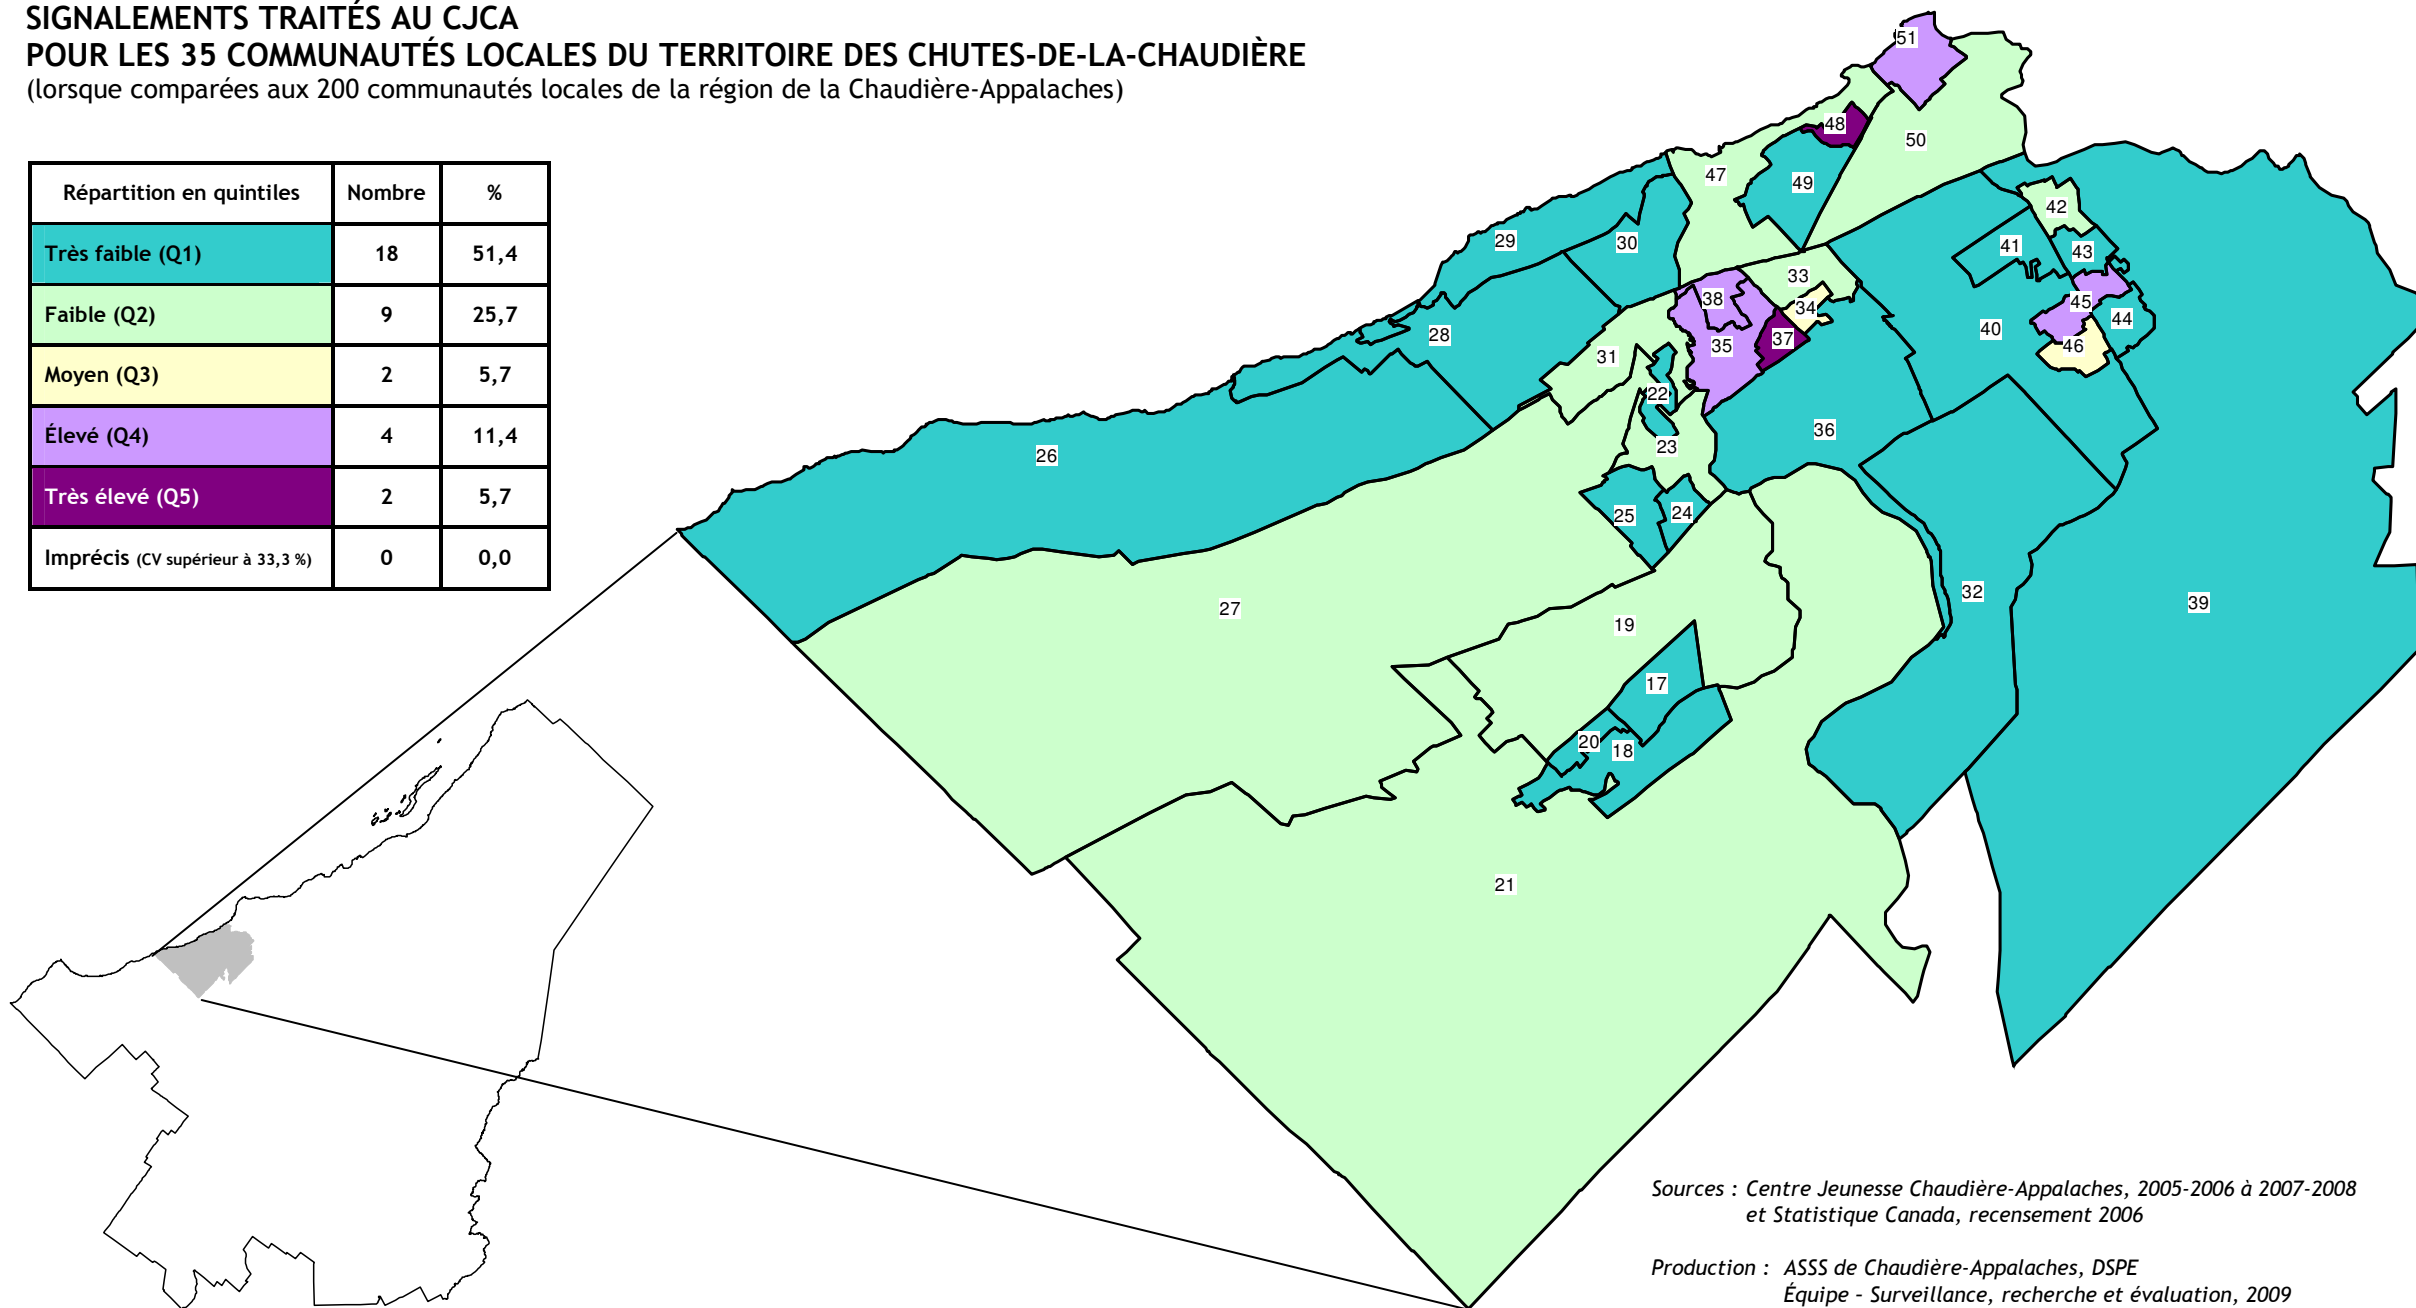 SIGNALEMENTS TRAITÉS AU CJCA
POUR LES 35 COMMUNAUTÉS LOCALES DU TERRITOIRE DES CHUTES-DE-LA-CHAUDIÈRE
(lorsque comparées aux 200 communautés locales de la région de la Chaudière-Appalaches)
Répartition en quintiles Nombre %
Très faible (Q1) 18 51,4
Faible (Q2) 9 25,7
Moyen (Q3) 2 5,7
Élevé (Q4) 4 11,4
Très élevé (Q5) 2 5,7
Imprécis (CV supérieur à 33,3 %) 0 0,0
51
48
50
47
49
42
29
30
41
43
33
38
34
45
28
40
44
37
35
46
31
22
36
23
26
25
24
32
39
27
19
17
20
18
21
Sources : Centre Jeunesse Chaudière-Appalaches, 2005-2006 à 2007-2008
et Statistique Canada, recensement 2006
Production : ASSS de Chaudière-Appalaches, DSPE
Équipe - Surveillance, recherche et évaluation, 2009